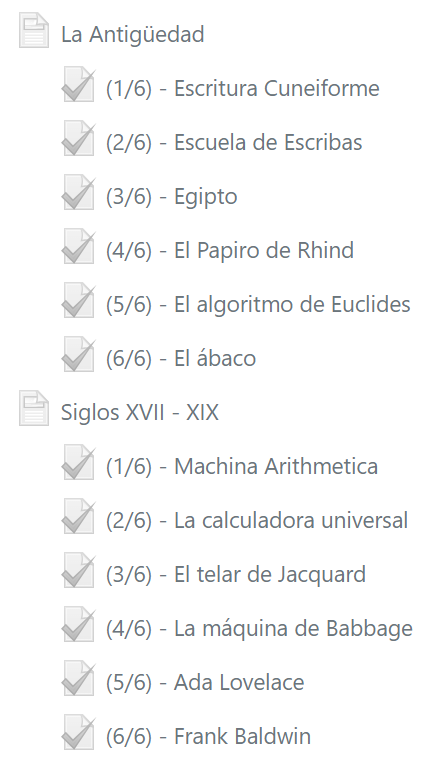 La Antigüedad
(1/6) - Escritura Cuneiforme
(2/6) - Escuela de Escribas
(3/6) - Egipto
(4/6) - El Papiro de Rhind
(5/6) - El algoritmo de Euclides
(6/6) - El ábaco
Siglos XVII - XIX
(1/6) - Machina Arithmetica
(2/6) - La calculadora universal
(3/6) - El telar de Jacquard
(4/6) - La máquina de Babbage
(5/6) - Ada Lovelace
(6/6) - Frank Baldwin